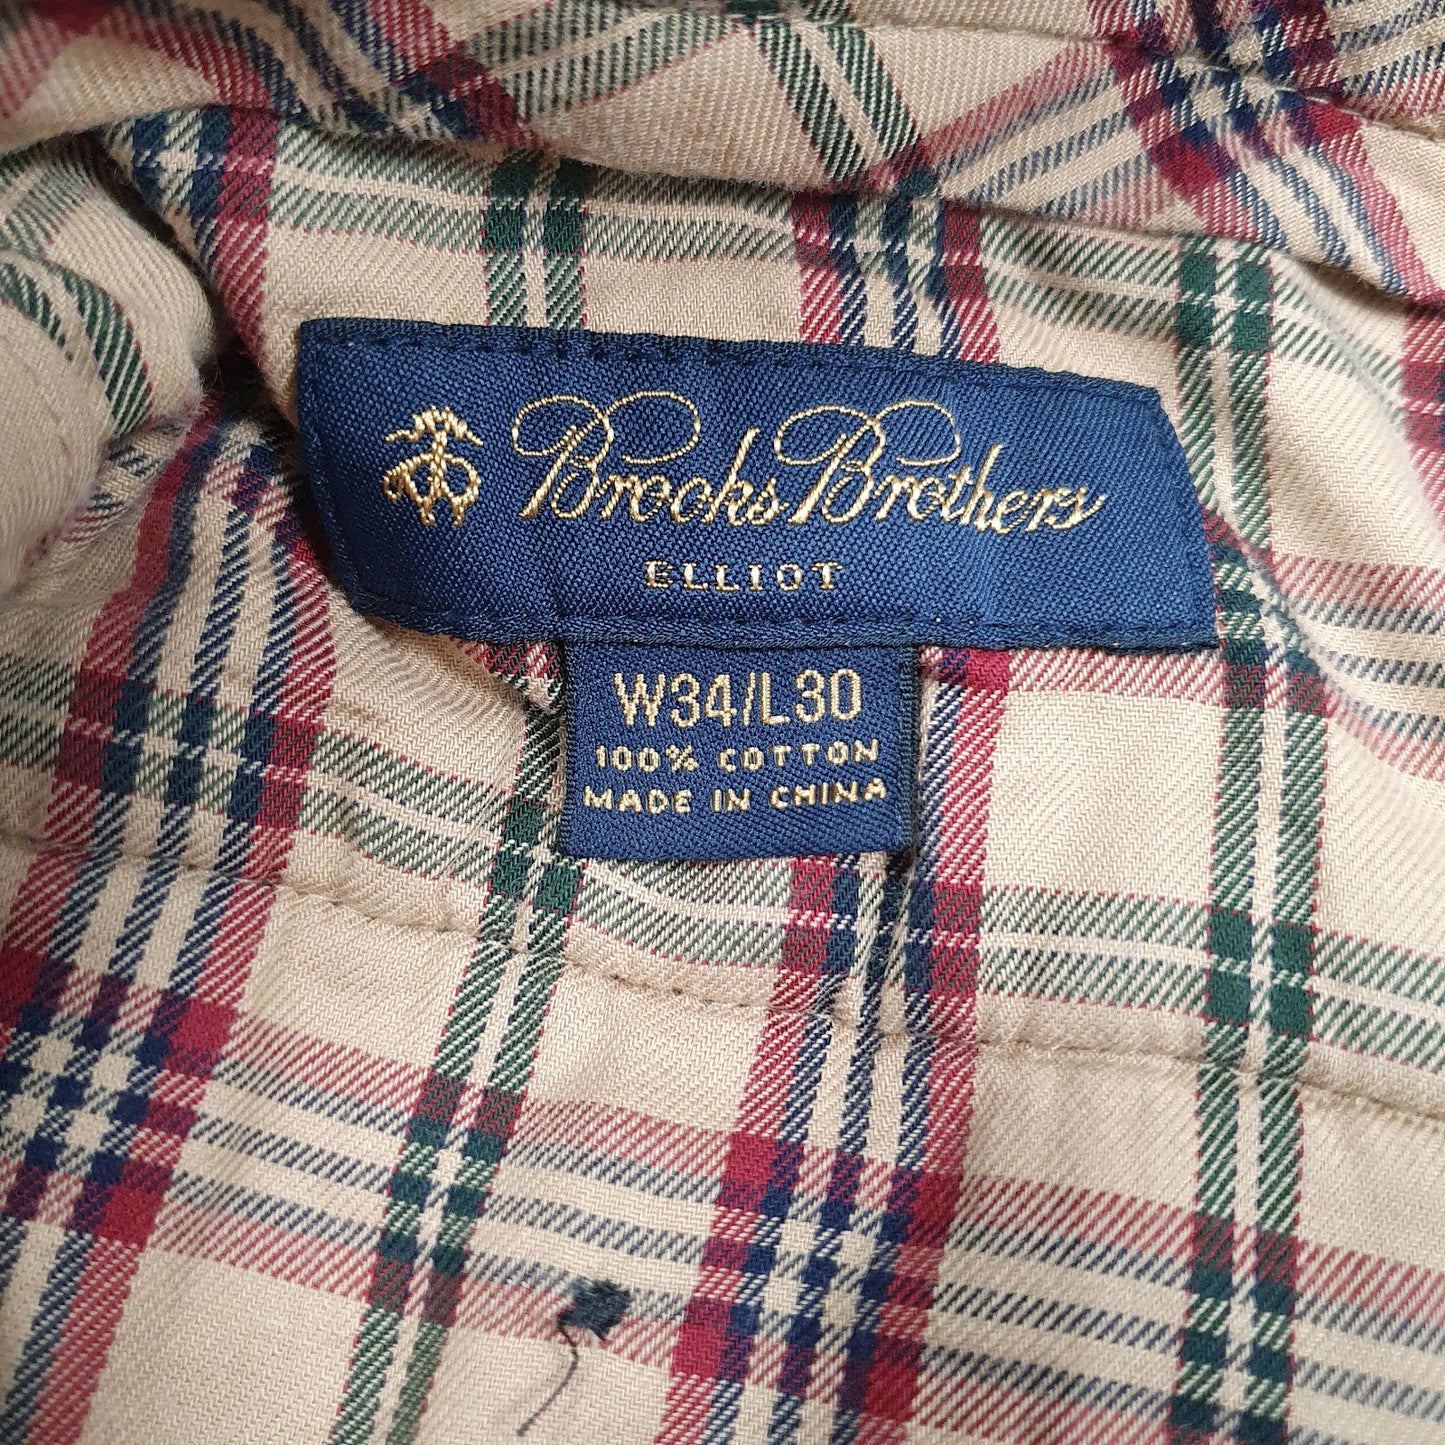 Brooks Brothers
ELLIOT
W34/L30
100% COTTON
MADE IN CHINA